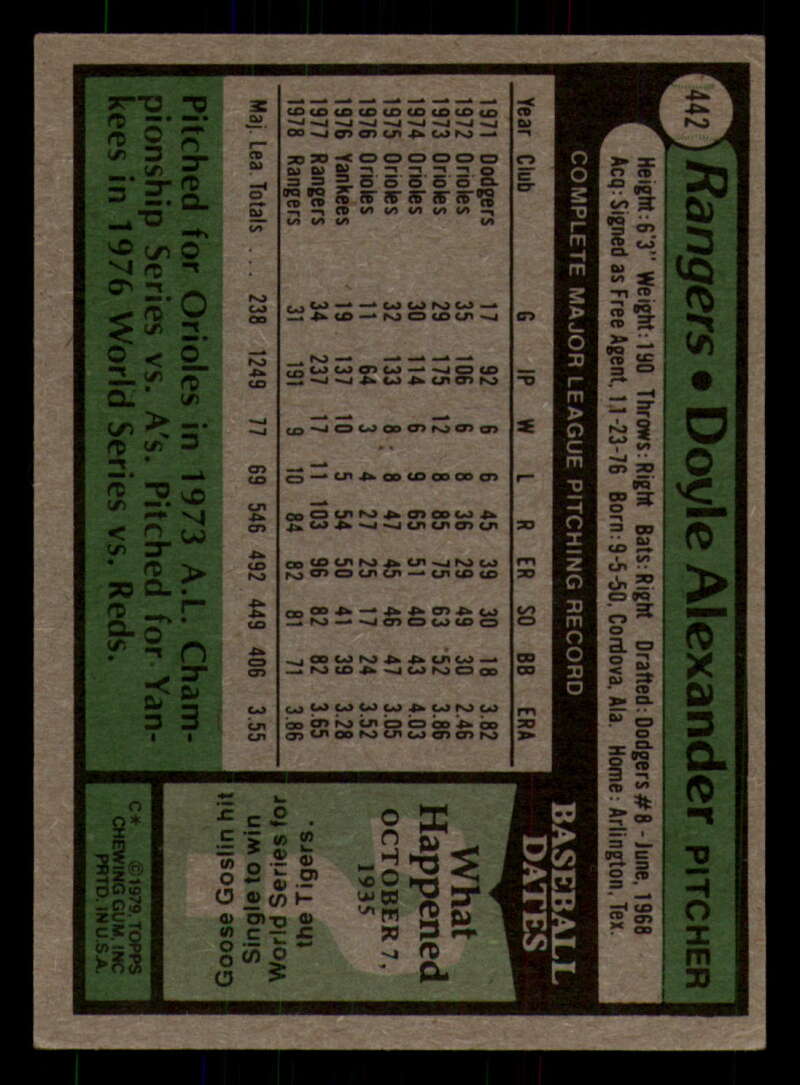 442
Rangers • Doyle Alexander PITCHER
Height: 6'3" Weight: 190 Throws: Right Bats: Right Drafted: Dodgers #8 - June, 1968
Acq: Signed as Free Agent, 11-23-76 Born: 9-5-50, Cordova, Ala. Home: Arlington, Tex.
COMPLETE MAJOR LEAGUE PITCHING RECORD
Year Club G IP W L R ER SO BB ERA
1971 Dodgers 17 92 6 6 45 39 30 18 3.82
1972 Orioles 35 106 6 8 36 29 49 30 2.46
1973 Orioles 29 175 12 8 85 75 63 52 3.86
1974 Orioles 30 114 6 9 65 51 40 43 4.03
1975 Orioles 32 133 8 8 47 45 46 47 3.05
1976 Orioles 11 64 3 4 27 25 17 24 3.52
1976 Yankees 19 137 10 5 54 50 41 39 3.28
1977 Rangers 34 237 17 11 103 96 82 82 3.65
1978 Rangers 31 191 9 10 84 82 81 71 3.86
Maj. Lea Totals . . . 238 1249 77 69 546 492 449 406 3.55
Pitched for Orioles in 1973 A.L. Cham-
pionship Series vs. A's. Pitched for Yan-
kees in 1976 World Series vs. Reds.
BASEBALL
DATES
What
Happened
OCTOBER 7,
1935
Goose Goslin hit
Single to win
World Series for
the Tigers.
C* ©1979, TOPPS
CHEWING GUM, INC
PRTD. IN U.S.A.